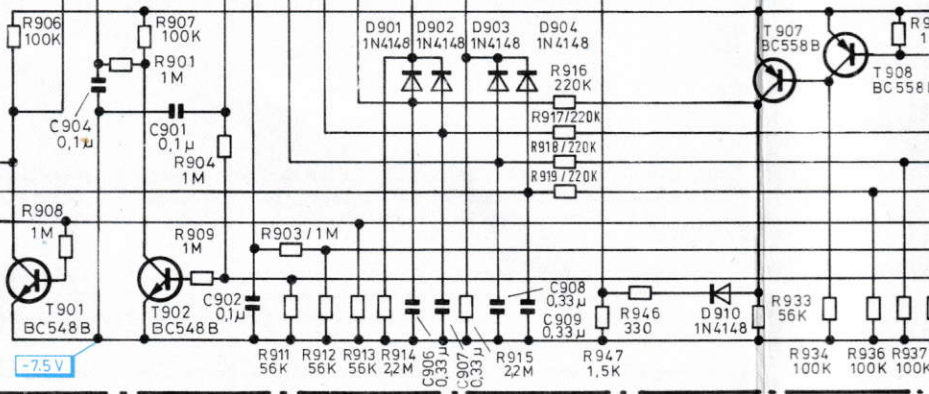 R906
100K
R907
100K
R901
1M
C904
0,1µ
C901
0,1µ
R904
1M
D901
1N4148
D902
1N4148
D903
1N4148
D904
1N4148
R916
220K
R917/220K
R918/220K
R919/220K
T907
BC558B
T908
BC558B
R908
1M
R909
1M
R903/1M
T901
BC548B
T902
BC548B
C902
0,1µ
-7.5 V
R911
56K
R912
56K
R913
56K
R914
2,2M
C906
0,33µ
C907
0,33µ
R915
2,2M
C908
0,33µ
C909
0,33µ
R946
330
R947
1,5K
D910
1N4148
R933
56K
R934
100K
R936
100K
R937
100K